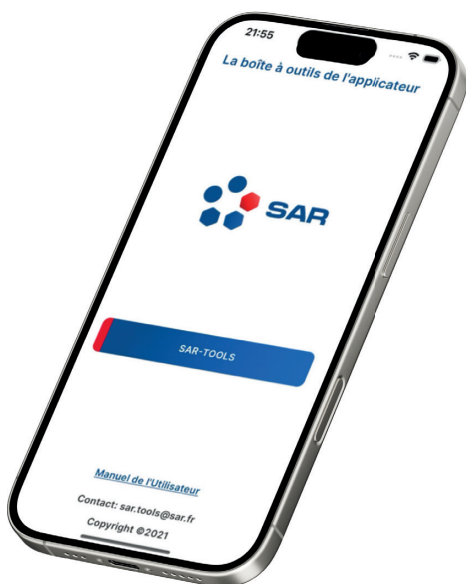 21:55
La boîte à outils de l'applicateur
SAR
SAR-TOOLS
Manuel de l'Utilisateur
Contact: sar.tools@sar.fr
Copyright ©2021